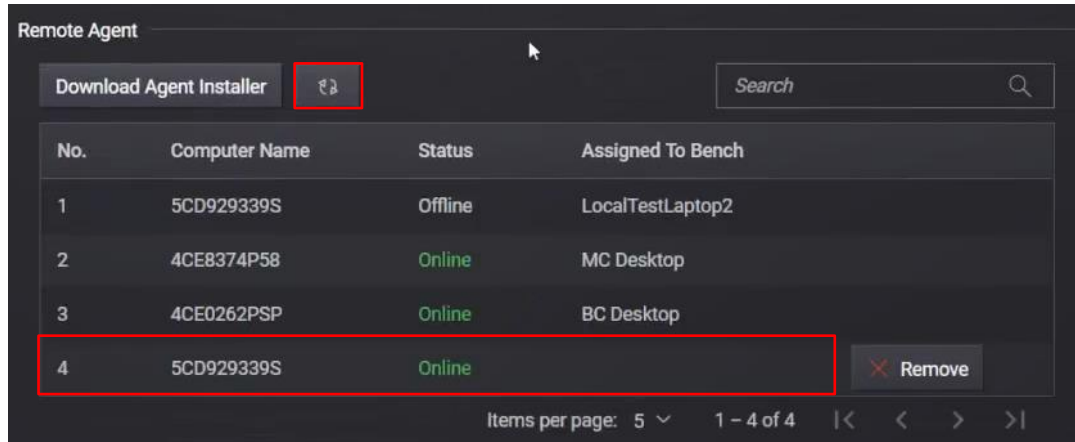 Remote Agent
Download Agent Installer
Search
No. Computer Name Status Assigned To Bench
1 5CD929339S Offline LocalTestLaptop2
2 4CE8374P58 Online MC Desktop
3 4CE0262PSP Online BC Desktop
4 5CD929339S Online Remove
Items per page: 5 1 – 4 of 4